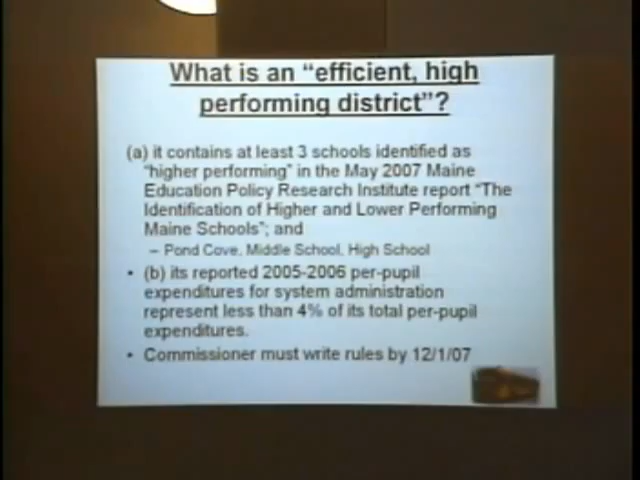 What is an “efficient, high
performing district”?
(a) it contains at least 3 schools identified as
“higher performing” in the May 2007 Maine
Education Policy Research Institute report “The
Identification of Higher and Lower Performing
Maine Schools”; and
– Pond Cove, Middle School, High School
• (b) its reported 2005-2006 per-pupil
expenditures for system administration
represent less than 4% of its total per-pupil
expenditures.
• Commissioner must write rules by 12/1/07